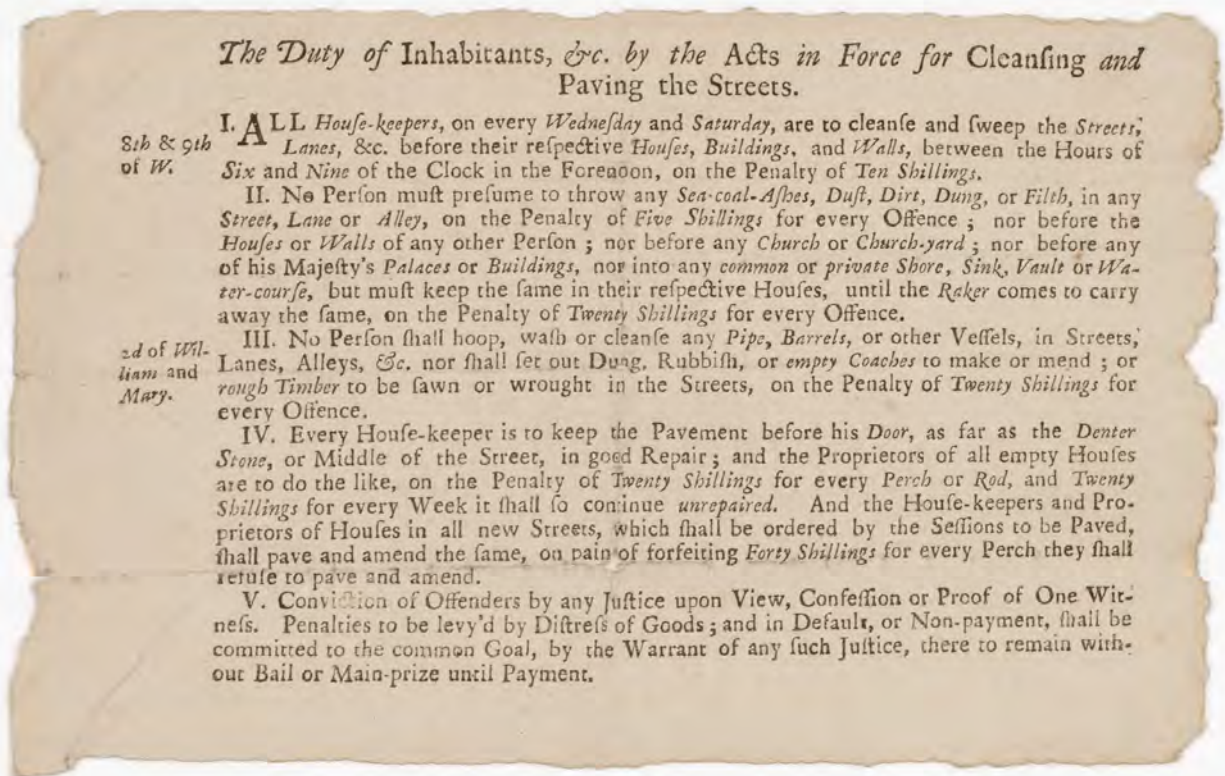 The Duty of Inhabitants, &c. by the Acts in Force for Cleanſing and
Paving the Streets.
8th & 9th
of W.
I. ALL Houſe-keepers, on every Wedneſday and Saturday, are to cleanſe and ſweep the Streets,
Lanes, &c. before their reſpective Houſes, Buildings, and Walls, between the Hours of
Six and Nine of the Clock in the Forenoon, on the Penalty of Ten Shillings.
II. No Perſon muſt preſume to throw any Sea-coal-Aſhes, Duſt, Dirt, Dung, or Filth, in any
Street, Lane or Alley, on the Penalty of Five Shillings for every Offence ; nor before the
Houſes or Walls of any other Perſon ; nor before any Church or Church-yard ; nor before any
of his Majeſty's Palaces or Buildings, nor into any common or private Shore, Sink, Vault or Wa-
ter-courſe, but muſt keep the ſame in their reſpective Houſes, until the Raker comes to carry
away the ſame, on the Penalty of Twenty Shillings for every Offence.
2d of Wil-
liam and
Mary.
III. No Perſon ſhall hoop, waſh or cleanſe any Pipe, Barrels, or other Veſſels, in Streets,
Lanes, Alleys, &c. nor ſhall ſet out Dung, Rubbiſh, or empty Coaches to make or mend ; or
rough Timber to be ſawn or wrought in the Streets, on the Penalty of Twenty Shillings for
every Offence.
IV. Every Houſe-keeper is to keep the Pavement before his Door, as far as the Denter
Stone, or Middle of the Street, in good Repair ; and the Proprietors of all empty Houſes
are to do the like, on the Penalty of Twenty Shillings for every Perch or Rod, and Twenty
Shillings for every Week it ſhall ſo continue unrepaired. And the Houſe-keepers and Pro-
prietors of Houſes in all new Streets, which ſhall be ordered by the Seſſions to be Paved,
ſhall pave and amend the ſame, on pain of forfeiting Forty Shillings for every Perch they ſhall
refuſe to pave and amend.
V. Conviction of Offenders by any Juſtice upon View, Confeſſion or Proof of One Wit-
neſs. Penalties to be levy'd by Diſtreſs of Goods ; and in Default, or Non-payment, ſhall be
committed to the common Goal, by the Warrant of any ſuch Juſtice, there to remain with-
out Bail or Main-prize until Payment.